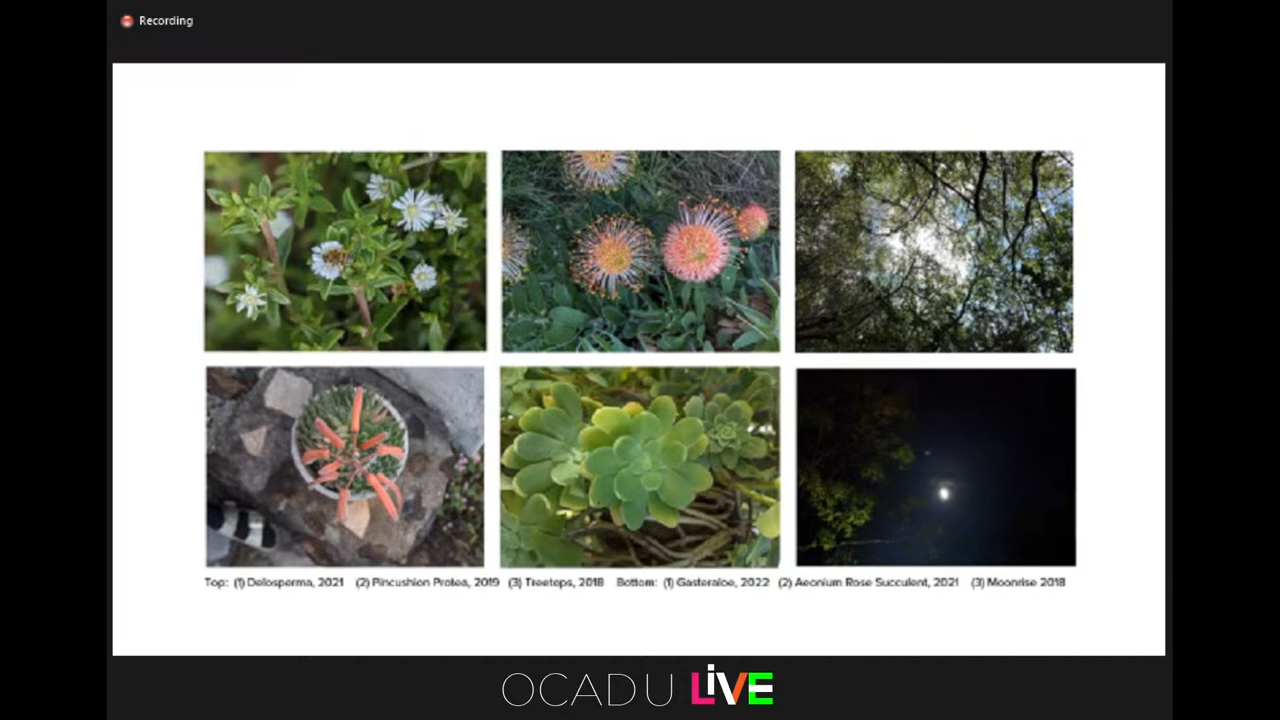 Recording
Top: (1) Delosperma, 2021 (2) Pincushion Protea, 2019 (3) Treetops, 2018 Bottom: (1) Gasteraloe, 2022 (2) Aeonium Rose Succulent, 2021 (3) Moonrise 2018
OCADU LiVE